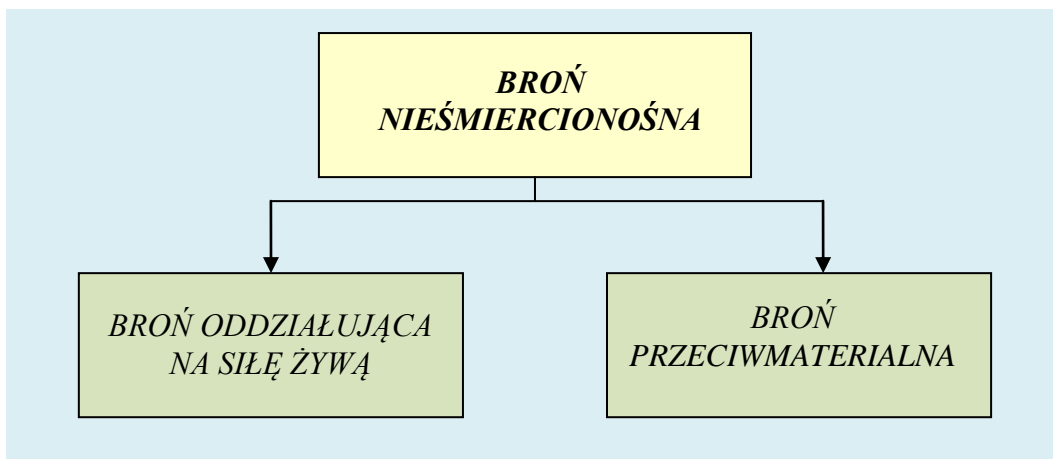 BROŃ
NIEŚMIERCIONOŚNA
BROŃ ODDZIAŁUJĄCA
NA SIŁĘ ŻYWĄ
BROŃ
PRZECIWMATERIALNA